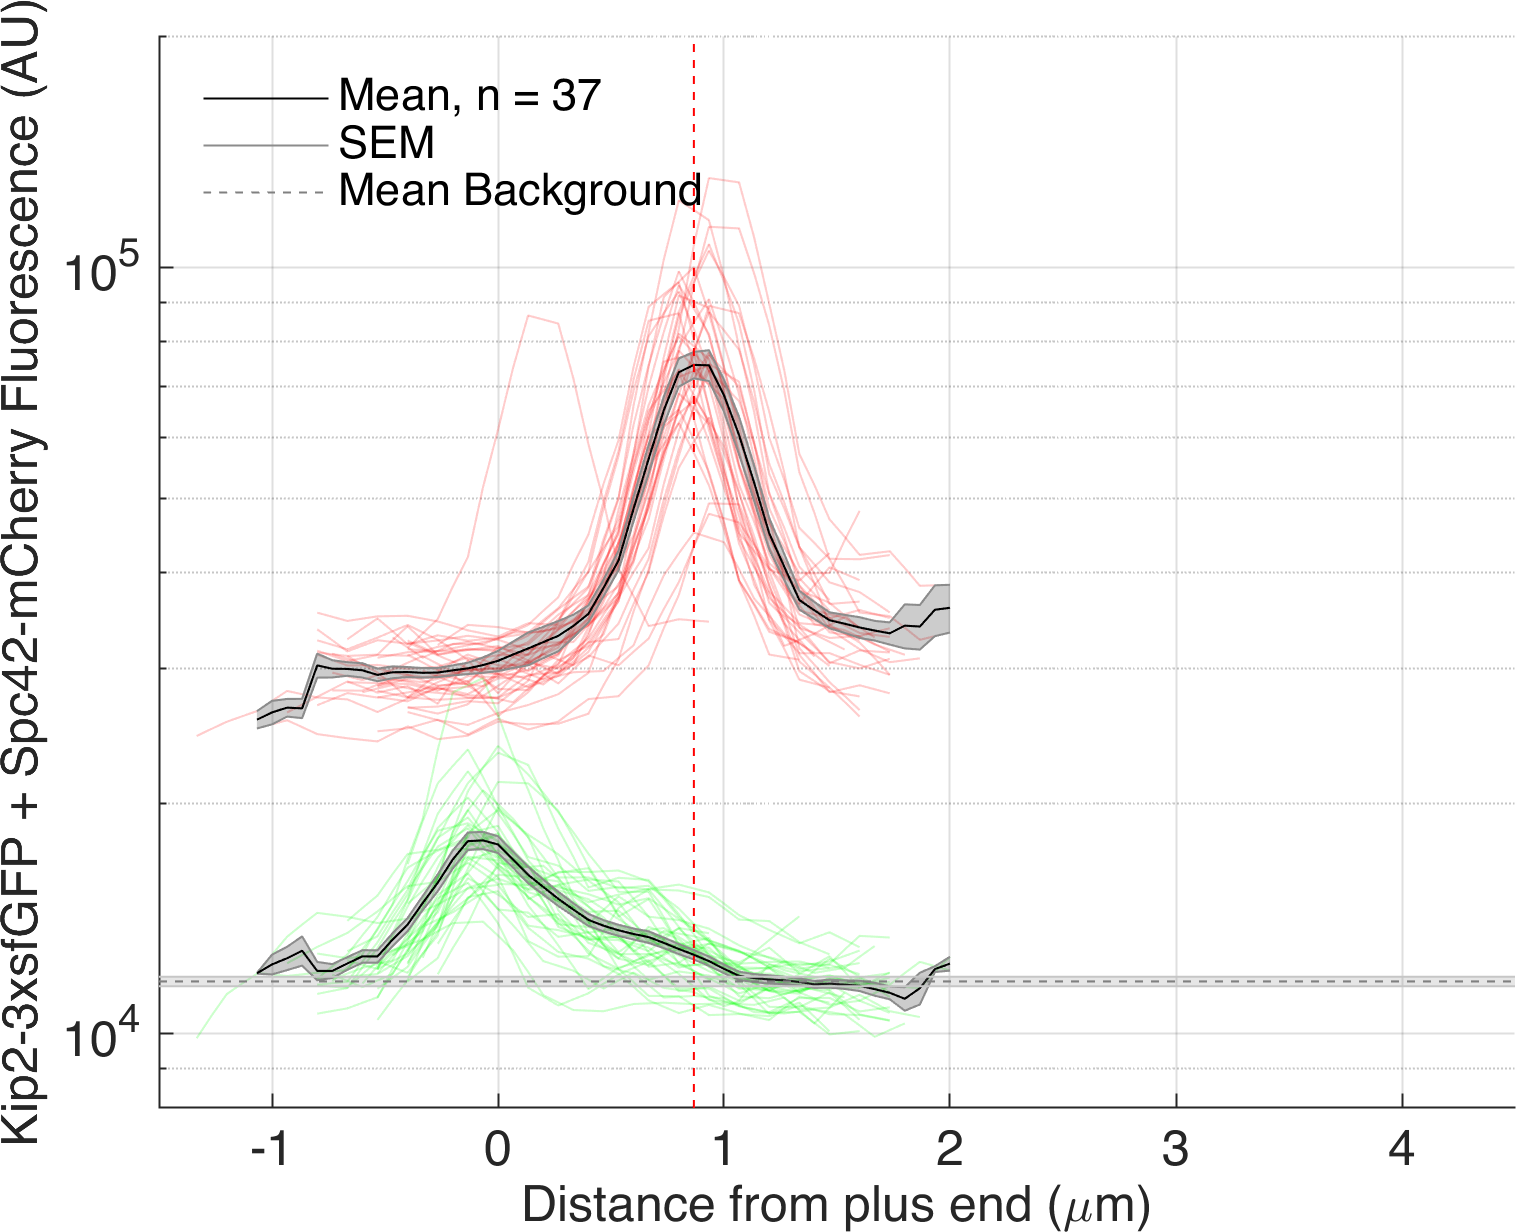 Kip2-3xsfGFP + Spc42-mCherry Fluorescence (AU)
Mean, n = 37
SEM
Mean Background
10^5
10^4
-1 0 1 2 3 4
Distance from plus end (μm)